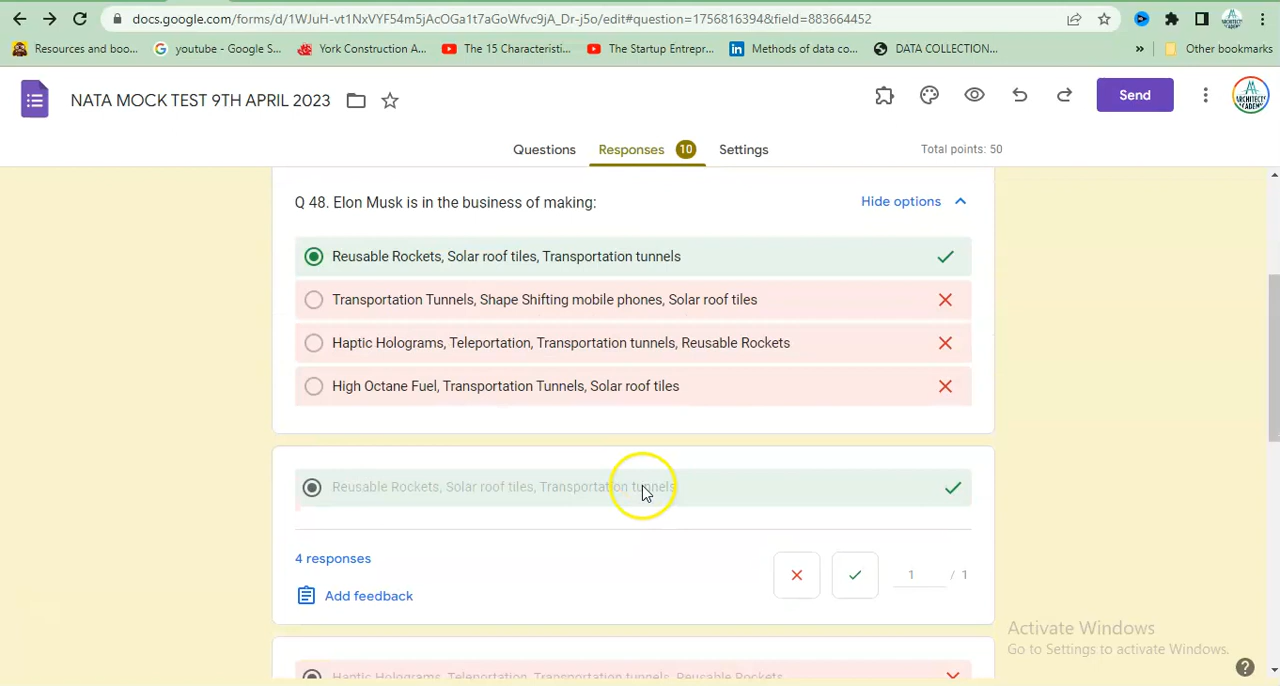 docs.google.com/forms/d/1WJuH-vt1NxVYF54m5jAcOGa1t7aGoWfvc9jA_Dr-j5o/edit#question=1756816394&field=883664452
Resources and boo... youtube - Google S... York Construction A... The 15 Characteristi... The Startup Entrepr... Methods of data co... DATA COLLECTION... » Other bookmarks
NATA MOCK TEST 9TH APRIL 2023 Send
Questions Responses 10 Settings Total points: 50
Q 48. Elon Musk is in the business of making: Hide options
Reusable Rockets, Solar roof tiles, Transportation tunnels
Transportation Tunnels, Shape Shifting mobile phones, Solar roof tiles
Haptic Holograms, Teleportation, Transportation tunnels, Reusable Rockets
High Octane Fuel, Transportation Tunnels, Solar roof tiles
Reusable Rockets, Solar roof tiles, Transportation tunnels
4 responses 1 / 1
Add feedback
Activate Windows
Go to Settings to activate Windows.
Haptic Holograms, Teleportation, Transportation tunnels, Reusable Rockets